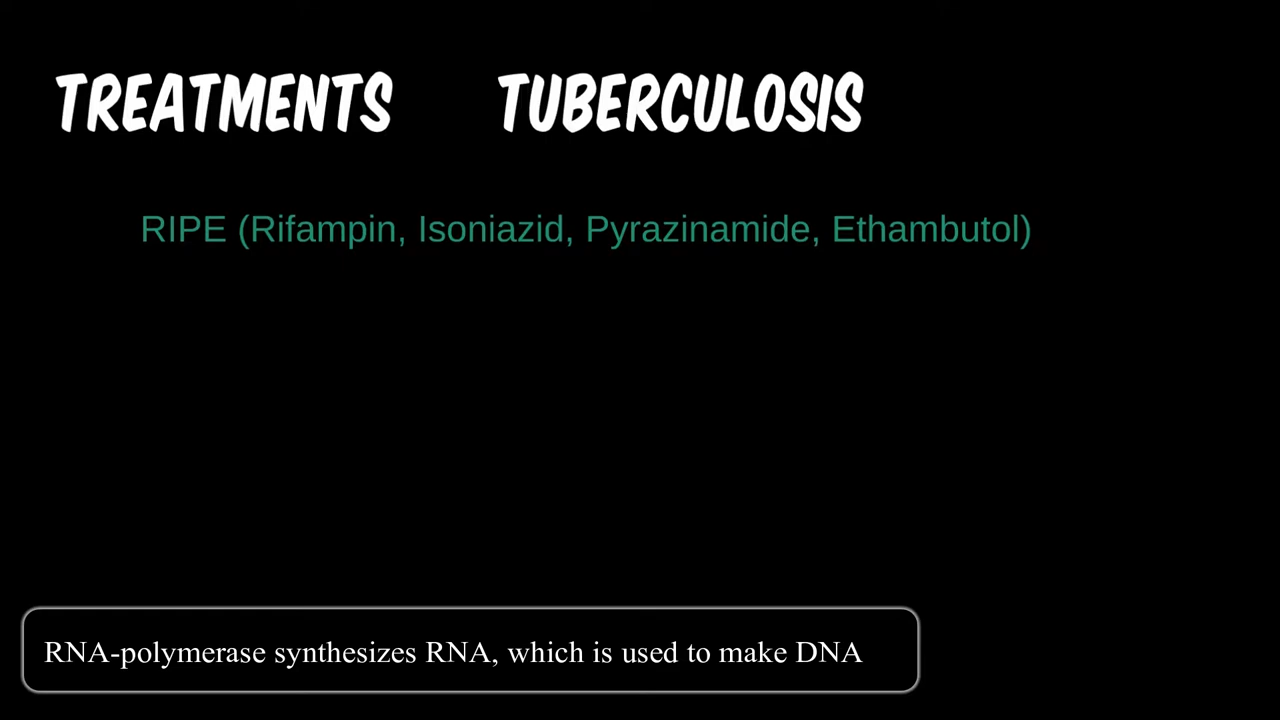 TREATMENTS TUBERCULOSIS
RIPE (Rifampin, Isoniazid, Pyrazinamide, Ethambutol)
RNA-polymerase synthesizes RNA, which is used to make DNA